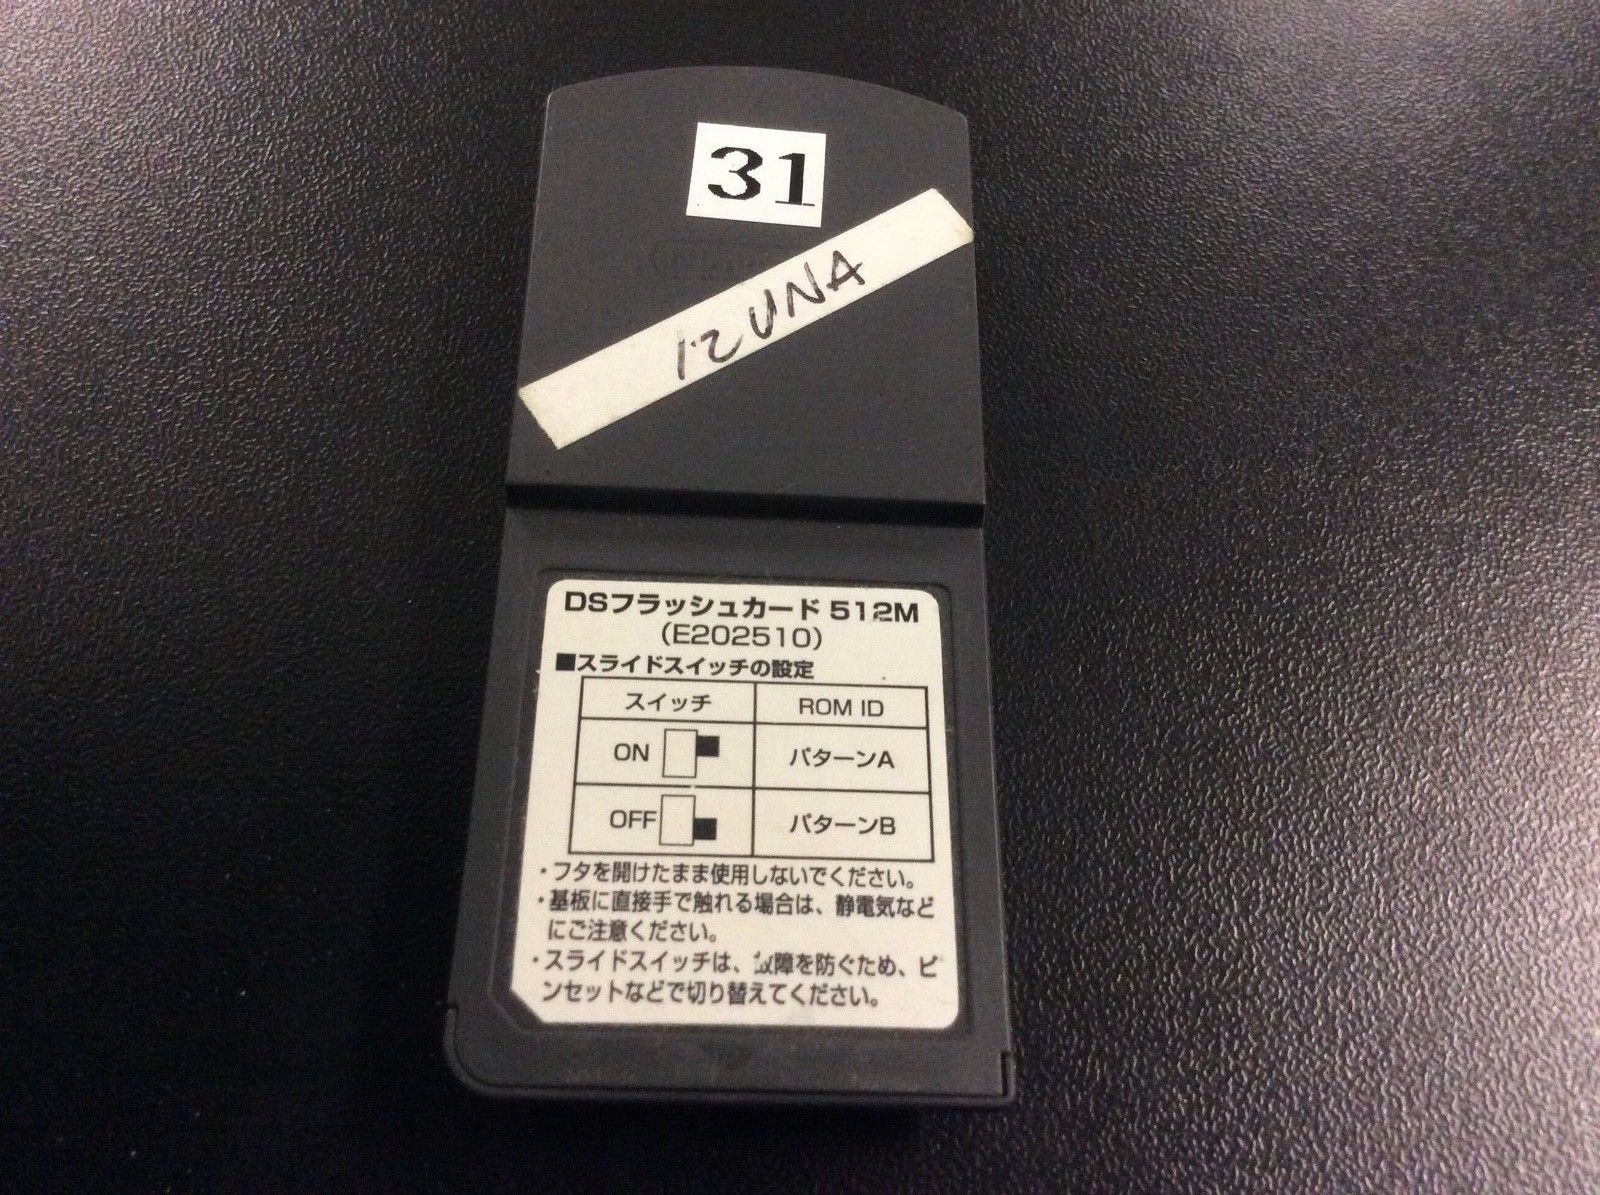 31
IZUNA
DSフラッシュカード 512M
(E202510)
■スライドスイッチの設定
スイッチ ROM ID
ON パターンA
OFF パターンB
・フタを開けたまま使用しないでください。
・基板に直接手で触れる場合は、静電気など
にご注意ください。
・スライドスイッチは、故障を防ぐため、ピ
ンセットなどで切り替えてください。